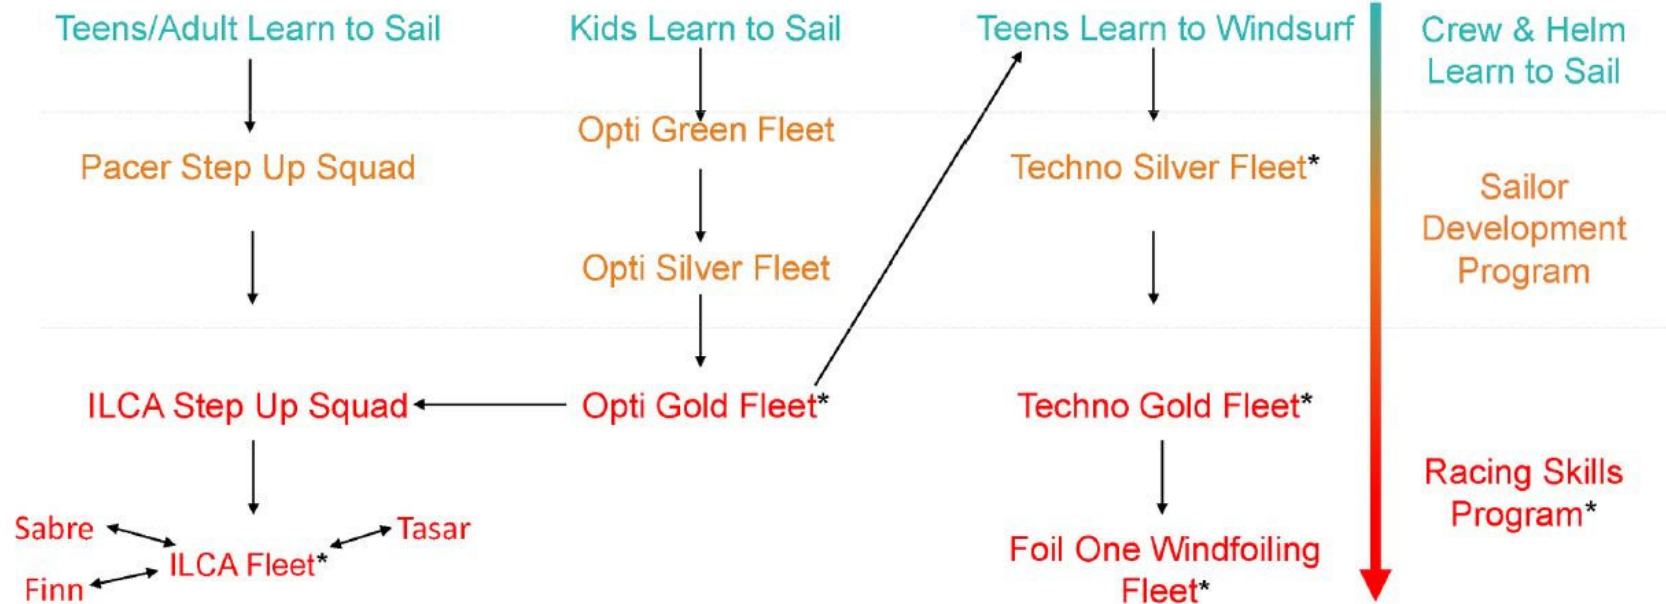 Teens/Adult Learn to Sail
Kids Learn to Sail
Teens Learn to Windsurf
Crew & Helm
Learn to Sail
Opti Green Fleet
Pacer Step Up Squad
Techno Silver Fleet*
Sailor
Development
Program
Opti Silver Fleet
ILCA Step Up Squad
Opti Gold Fleet*
Techno Gold Fleet*
Racing Skills
Program*
Sabre
Tasar
ILCA Fleet*
Finn
Foil One Windfoiling
Fleet*